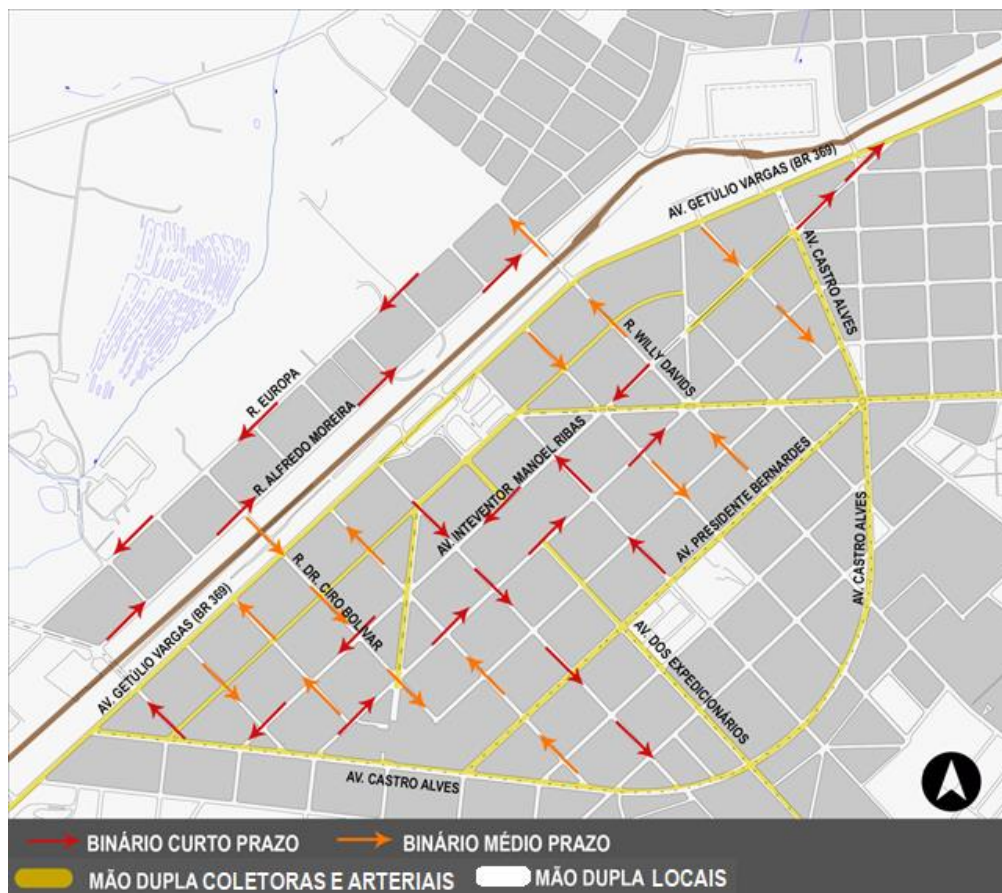 AV. GETÚLIO VARGAS (BR 369)
AV. CASTRO ALVES
R. WILLY DAVIDS
R. EUROPA
R. ALFREDO MOREIRA
AV. INTEVENTOR MANOEL RIBAS
AV. PRESIDENTE BERNARDES
AV. CASTRO ALVES
R. DR. CIRO BOLIVAR
AV. GETÚLIO VARGAS (BR 369)
AV. DOS EXPEDICIONÁRIOS
AV. CASTRO ALVES
BINÁRIO CURTO PRAZO
BINÁRIO MÉDIO PRAZO
MÃO DUPLA COLETORAS E ARTERIAIS
MÃO DUPLA LOCAIS